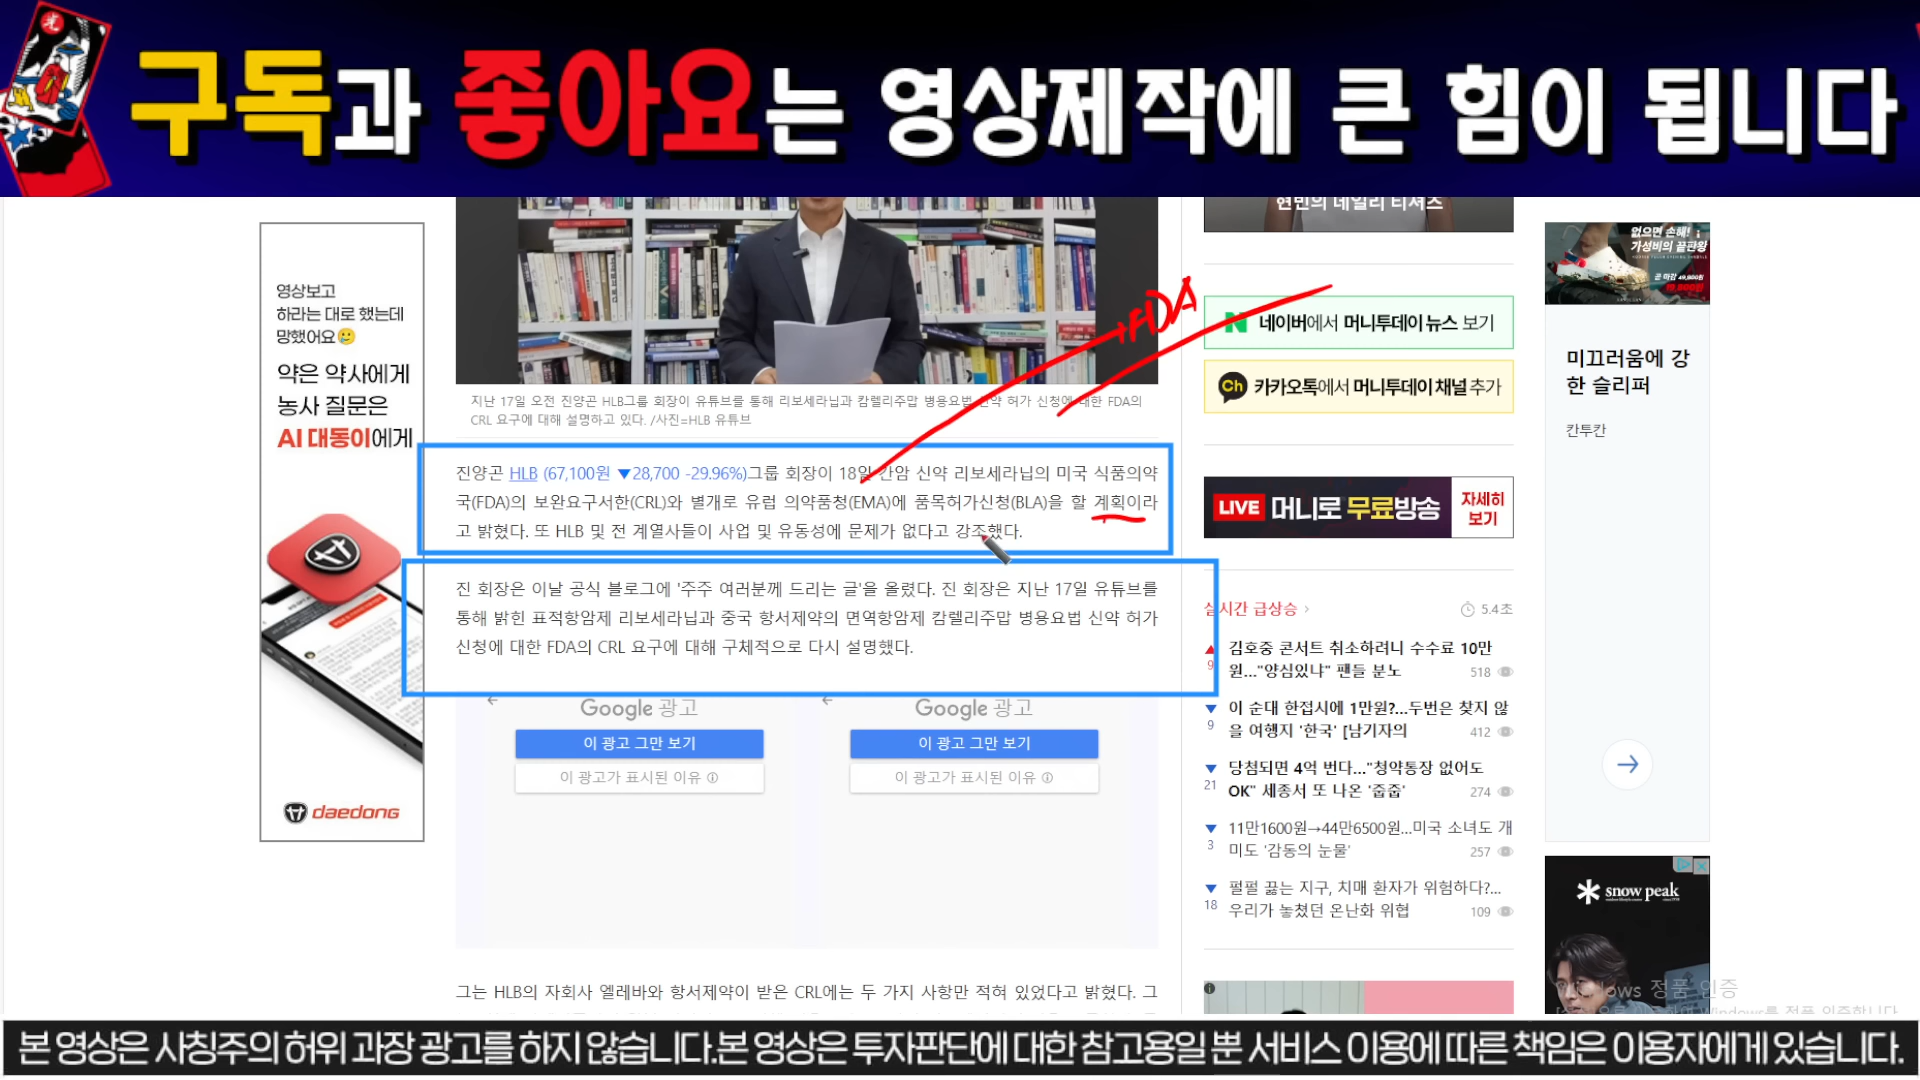 光
구독과 좋아요는 영상제작에 큰 힘이 됩니다
영상보고
하라는 대로 했는데
망했어요🥲
약은 약사에게
농사 질문은
AI 대동이에게
daedong
지난 17일 오전 진양곤 HLB그룹 회장이 유튜브를 통해 리보세라닙과 캄렐리주맙 병용요법 신약 허가 신청에 대한 FDA의
CRL 요구에 대해 설명하고 있다. /사진=HLB 유튜브
→FDA
진양곤 HLB (67,100원 ▼28,700 -29.96%)그룹 회장이 18일 간암 신약 리보세라닙의 미국 식품의약
국(FDA)의 보완요구서한(CRL)와 별개로 유럽 의약품청(EMA)에 품목허가신청(BLA)을 할 계획이라
고 밝혔다. 또 HLB 및 전 계열사들이 사업 및 유동성에 문제가 없다고 강조했다.
진 회장은 이날 공식 블로그에 '주주 여러분께 드리는 글'을 올렸다. 진 회장은 지난 17일 유튜브를
통해 밝힌 표적항암제 리보세라닙과 중국 항서제약의 면역항암제 캄렐리주맙 병용요법 신약 허가
신청에 대한 FDA의 CRL 요구에 대해 구체적으로 다시 설명했다.
Google 광고
이 광고 그만 보기
이 광고가 표시된 이유 ⓘ
Google 광고
이 광고 그만 보기
이 광고가 표시된 이유 ⓘ
그는 HLB의 자회사 엘레바와 항서제약이 받은 CRL에는 두 가지 사항만 적혀 있었다고 밝혔다. 그
현민의 데일리 티셔츠
N 네이버에서 머니투데이 뉴스 보기
Ch 카카오톡에서 머니투데이 채널 추가
LIVE 머니로 무료방송 자세히
보기
실시간 급상승 › 5.4초
▲ 김호중 콘서트 취소하려니 수수료 10만
9 원..."양심있냐" 팬들 분노 518
▼ 이 순대 한접시에 1만원?...두번은 찾지 않
9 을 여행지 '한국' [남기자의 412
▼ 당첨되면 4억 번다..."청약통장 없어도
21 OK" 세종서 또 나온 '줍줍' 274
▼ 11만1600원→44만6500원...미국 소녀도 개
3 미도 '감동의 눈물' 257
▼ 펄펄 끓는 지구, 치매 환자가 위험하다?...
18 우리가 놓쳤던 온난화 위협 109
없으면 손해!
가성비의 끝판왕
미끄러움에 강
한 슬리퍼
칸투칸
snow peak
Windows 정품 인증
본 영상은 사칭주의 허위 과장 광고를 하지 않습니다.본 영상은 투자판단에 대한 참고용일 뿐 서비스 이용에 따른 책임은 이용자에게 있습니다.